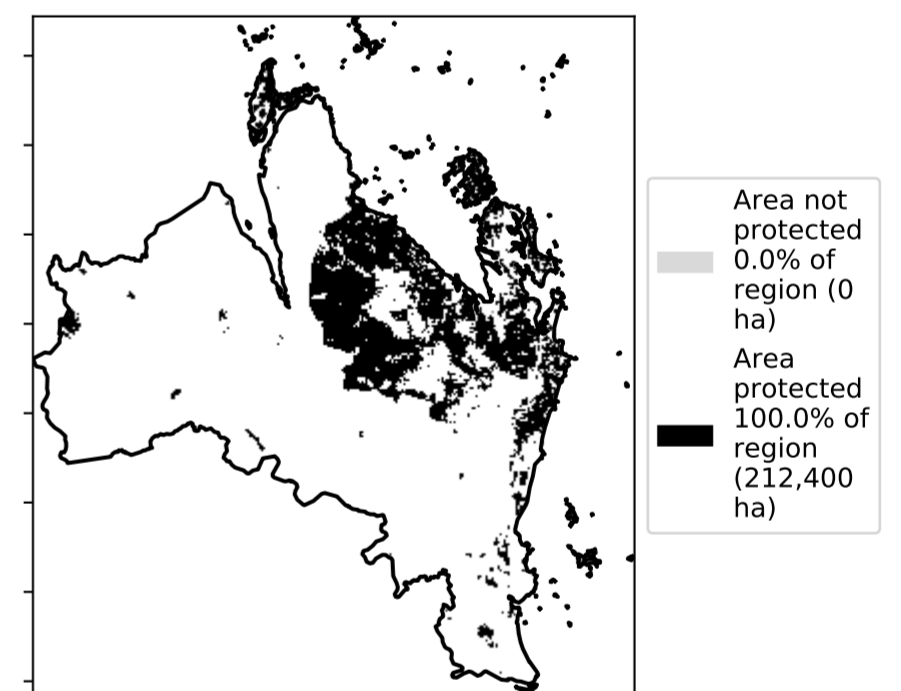 Area not
protected
0.0% of
region (0
ha)
Area
protected
100.0% of
region
(212,400
ha)